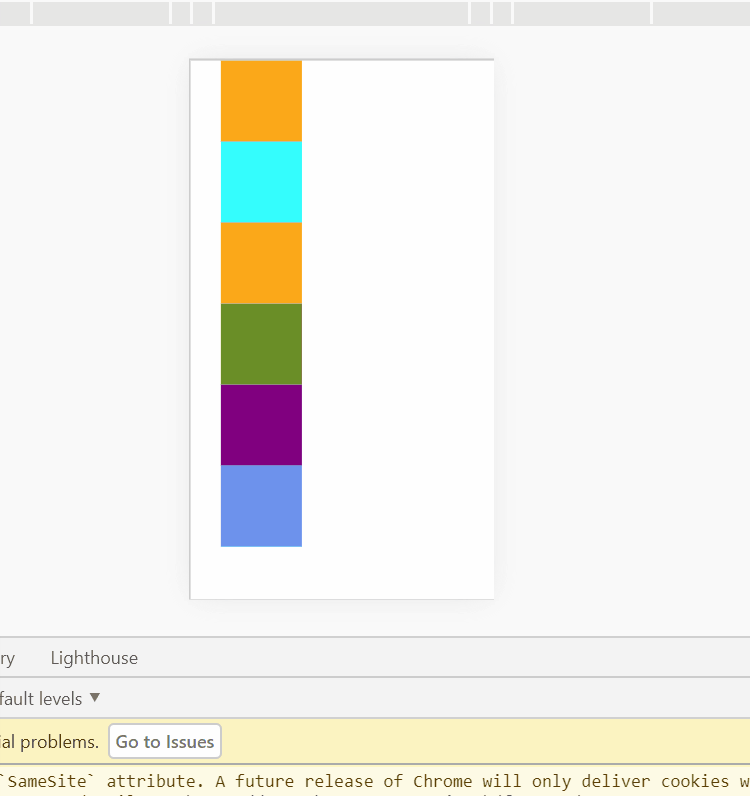 ry Lighthouse
fault levels ▼
ial problems. Go to Issues
`SameSite` attribute. A future release of Chrome will only deliver cookies w